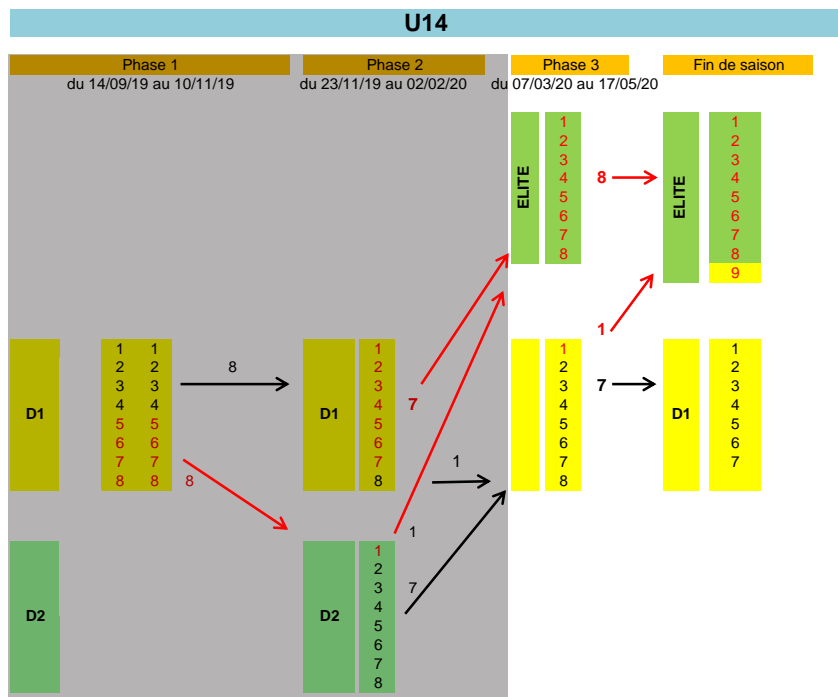 U14
Phase 1 Phase 2 Phase 3 Fin de saison
du 14/09/19 au 10/11/19 du 23/11/19 au 02/02/20 du 07/03/20 au 17/05/20
1 1
2 2
3 3
ELITE 4 8 ELITE 4
5 5
6 6
7 7
8 8
9
1
1 1 1 1 1
2 2 8 2 2 2
3 3 3 3 7 3
4 4 4 7 4 4
D1 5 5 D1 5 5 D1 5
6 6 6 6 6
7 7 7 1 7 7
8 8 8 8 8
1
1
2
3 7
4
D2 D2 5
6
7
8